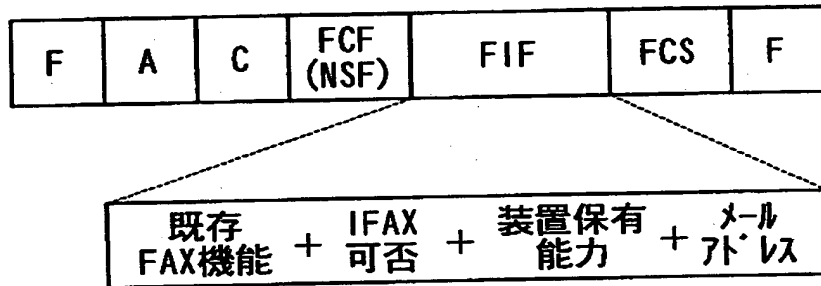 F A C FCF (NSF) FIF FCS F
既存 FAX機能 + IFAX 可否 + 装置保有 能力 + メール アドレス